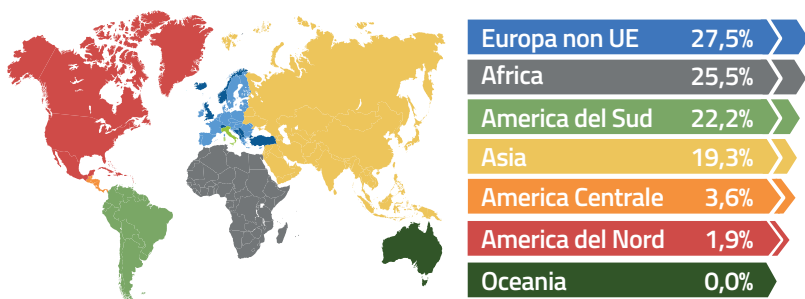 Europa non UE 27,5%
Africa 25,5%
America del Sud 22,2%
Asia 19,3%
America Centrale 3,6%
America del Nord 1,9%
Oceania 0,0%